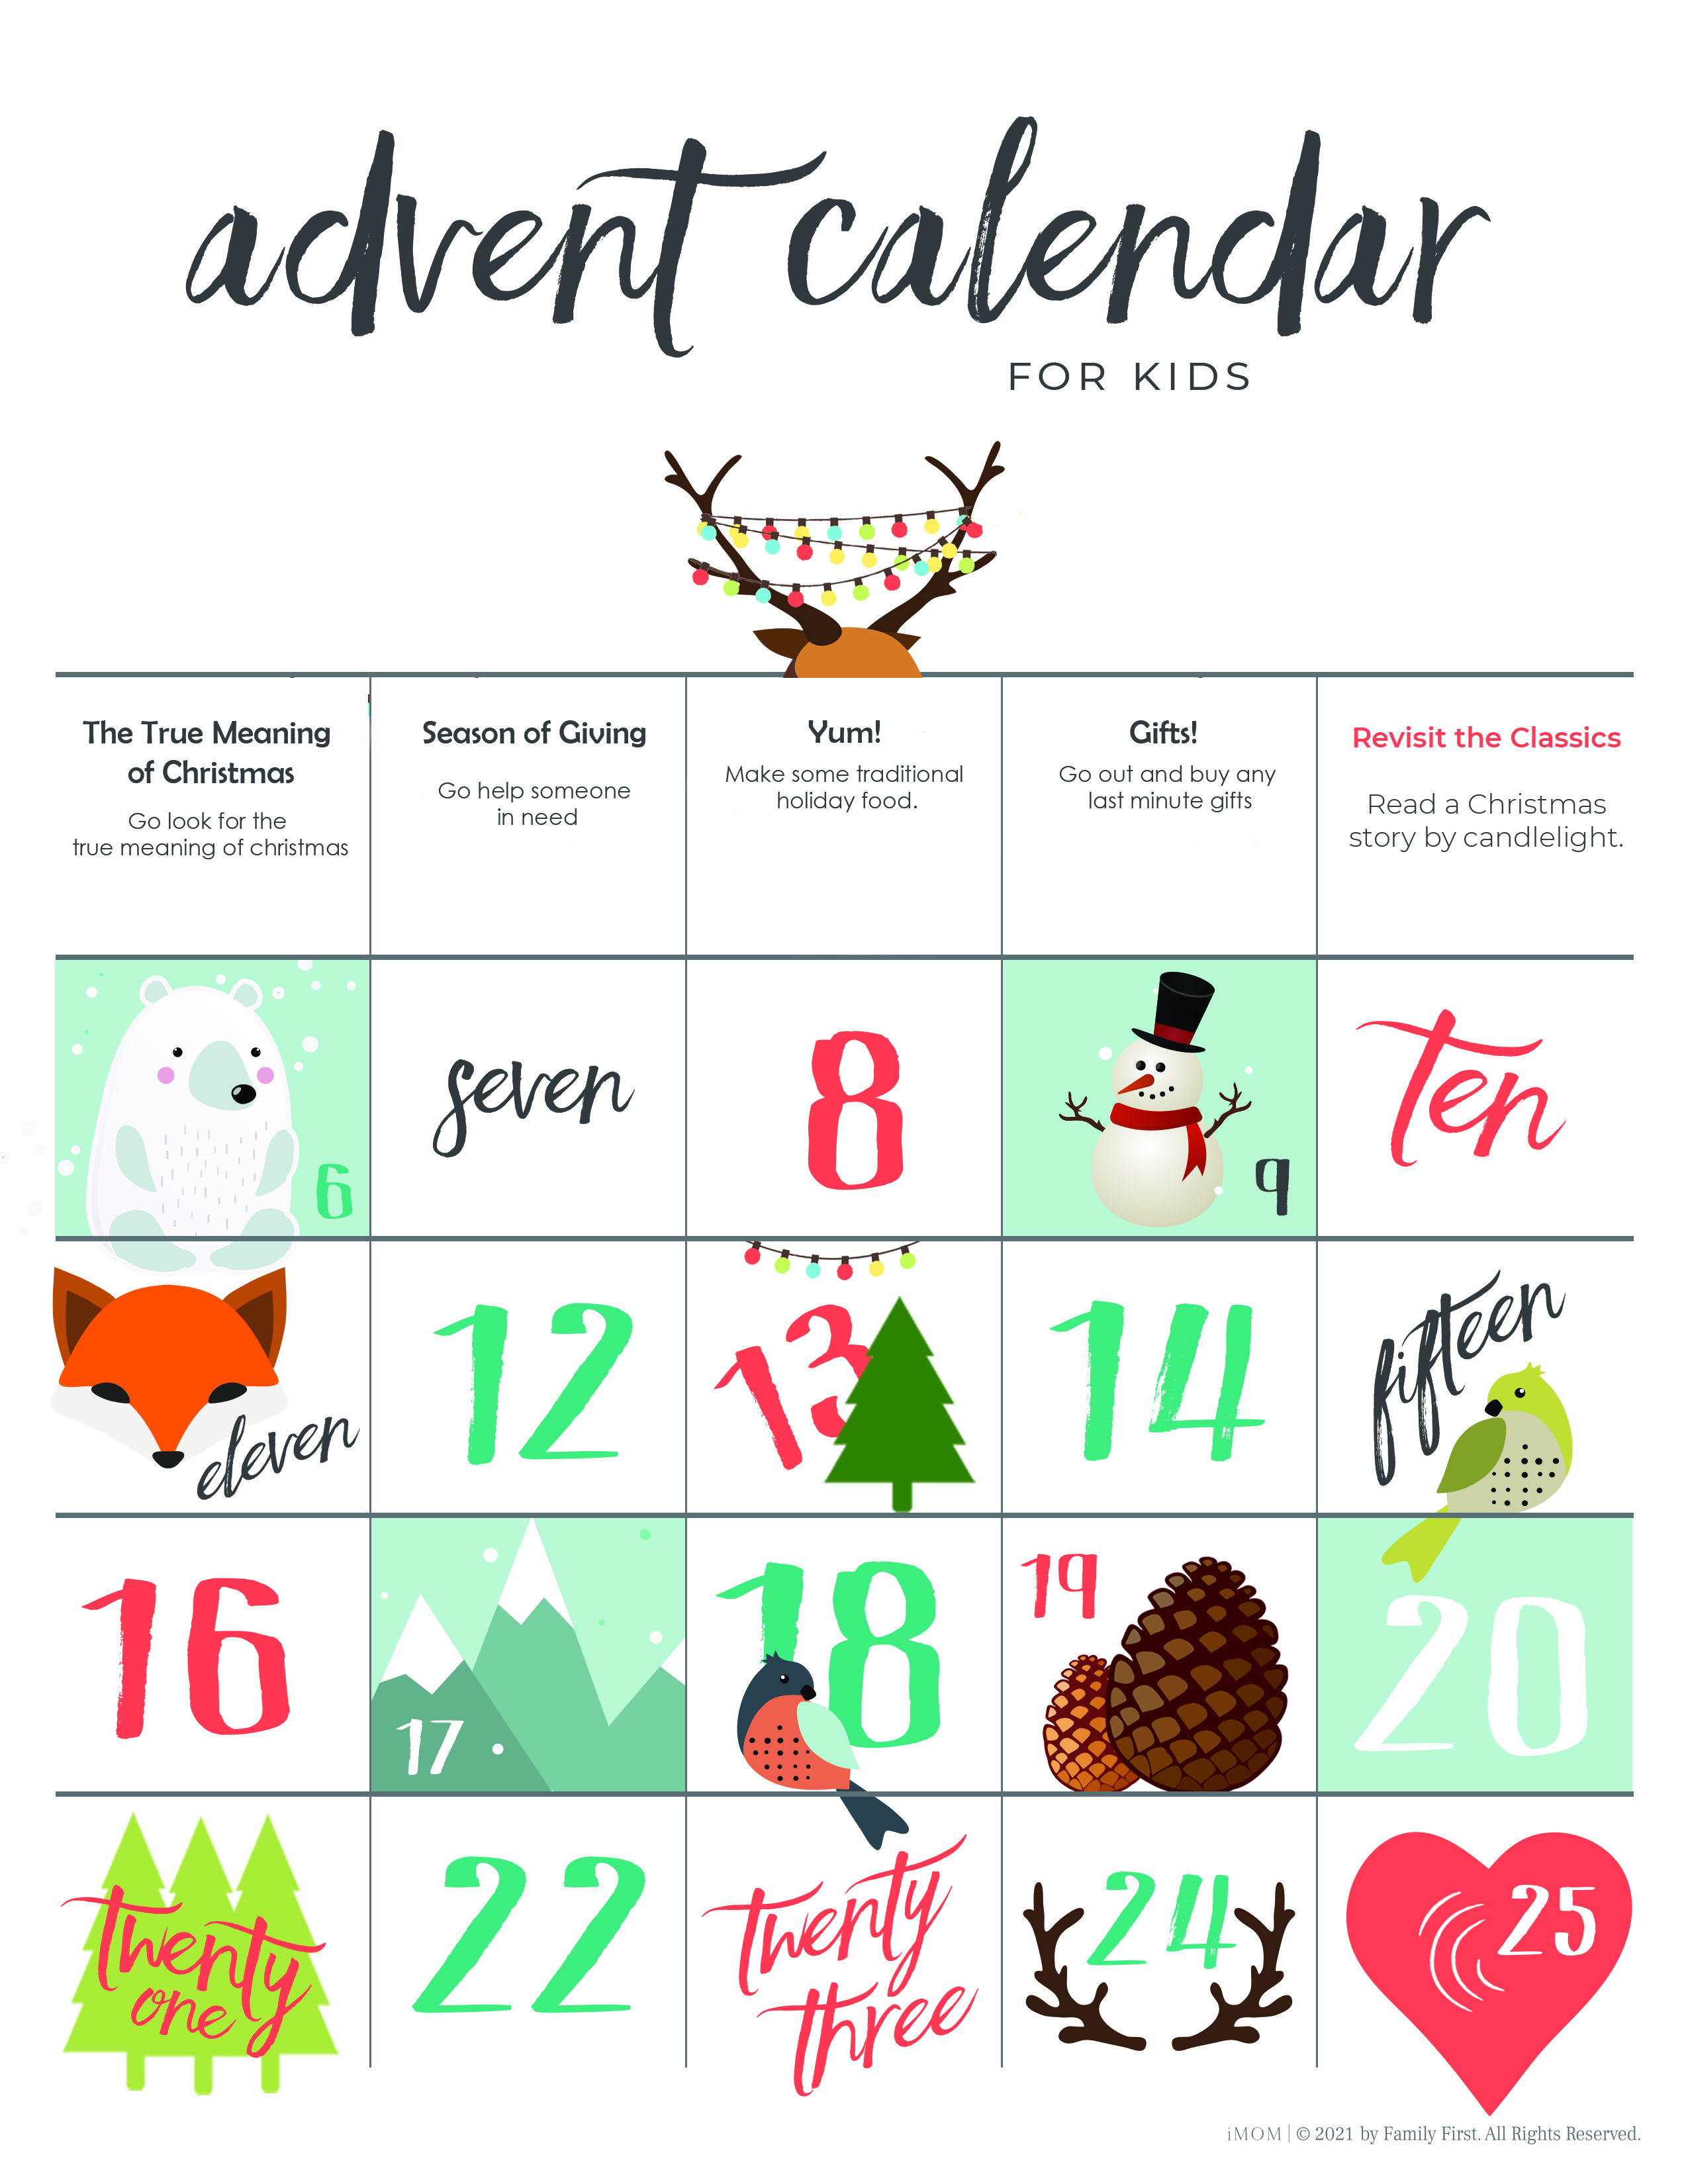 advent calendar
FOR KIDS
The True Meaning
of Christmas
Go look for the
true meaning of christmas
Season of Giving
Go help someone
in need
Yum!
Make some traditional
holiday food.
Gifts!
Go out and buy any
last minute gifts
Revisit the Classics
Read a Christmas
story by candlelight.
6
seven
8
9
ten
eleven
12
13
14
fifteen
16
17
18
19
20
twenty
one
22
twenty
three
24
25
iMOM | © 2021 by Family First. All Rights Reserved.